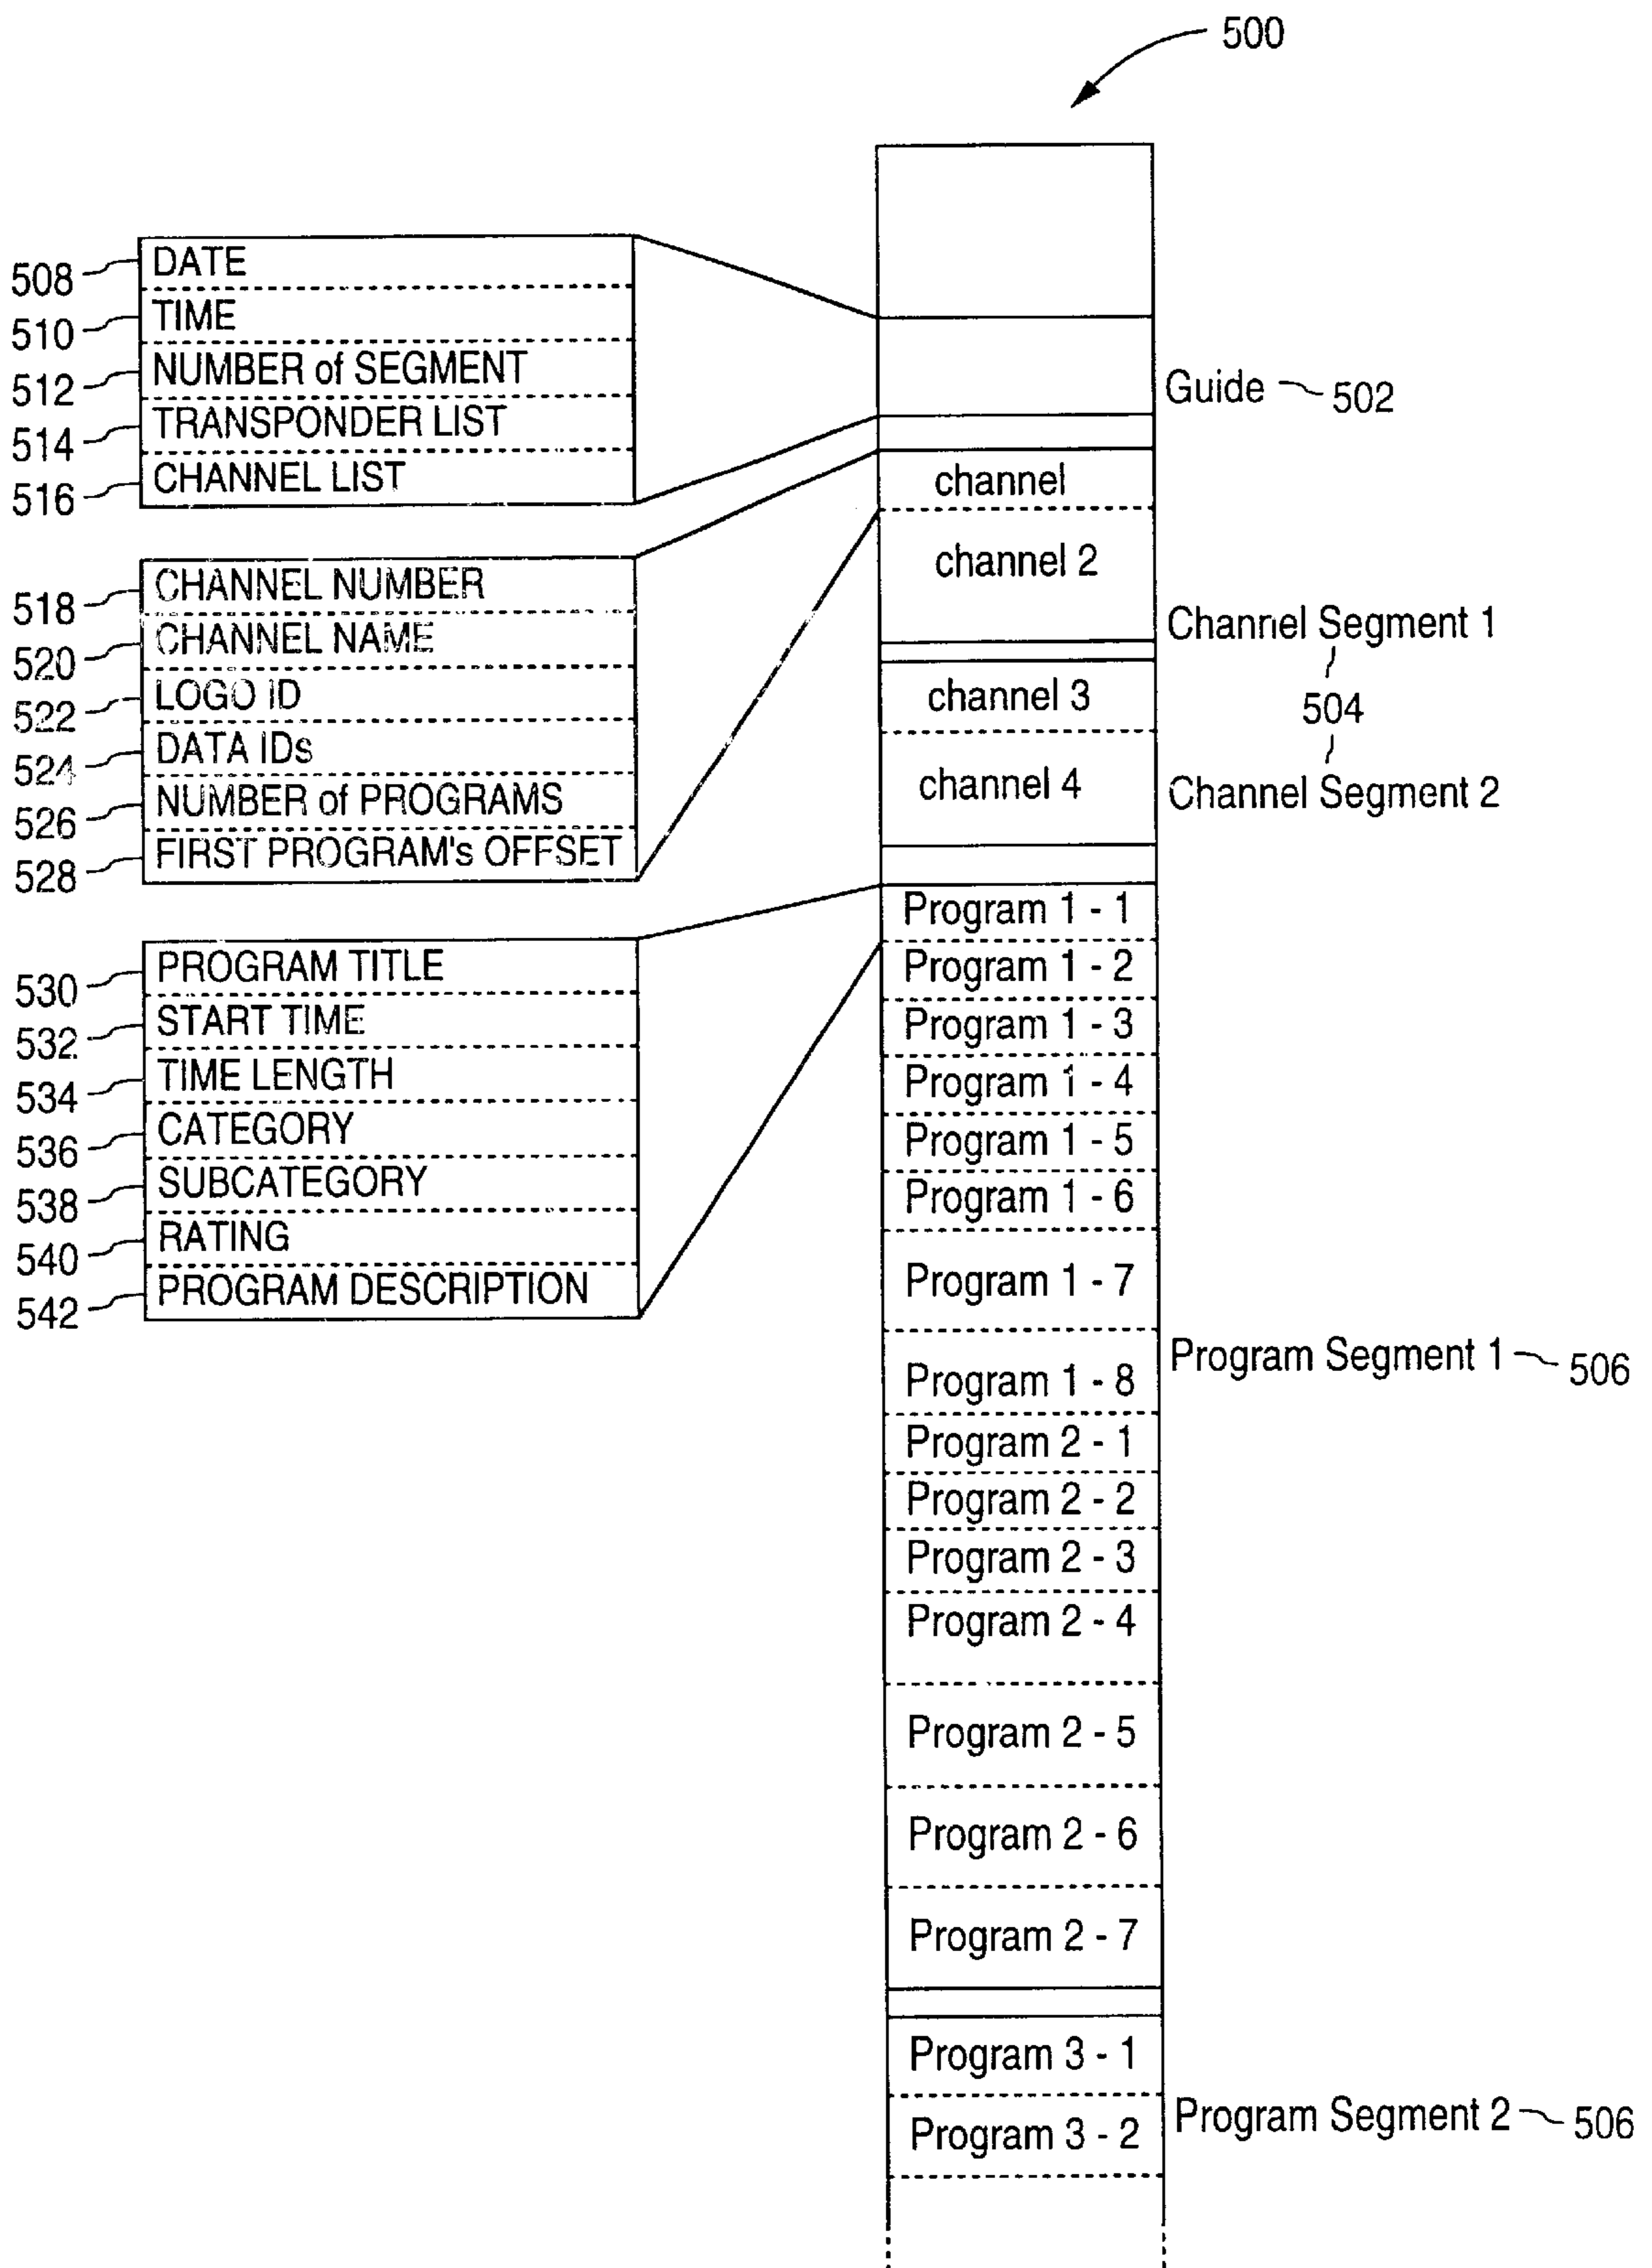 500
DATE
508
TIME
510
NUMBER of SEGMENT
512
TRANSPONDER LIST
514
CHANNEL LIST
516
Guide
502
CHANNEL NUMBER
518
CHANNEL NAME
520
LOGO ID
522
DATA IDs
524
NUMBER of PROGRAMS
526
FIRST PROGRAM's OFFSET
528
channel
channel 2
Channel Segment 1
504
channel 3
channel 4
Channel Segment 2
PROGRAM TITLE
530
START TIME
532
TIME LENGTH
534
CATEGORY
536
SUBCATEGORY
538
RATING
540
PROGRAM DESCRIPTION
542
Program 1 - 1
Program 1 - 2
Program 1 - 3
Program 1 - 4
Program 1 - 5
Program 1 - 6
Program 1 - 7
Program 1 - 8
Program Segment 1
506
Program 2 - 1
Program 2 - 2
Program 2 - 3
Program 2 - 4
Program 2 - 5
Program 2 - 6
Program 2 - 7
Program 3 - 1
Program 3 - 2
Program Segment 2
506